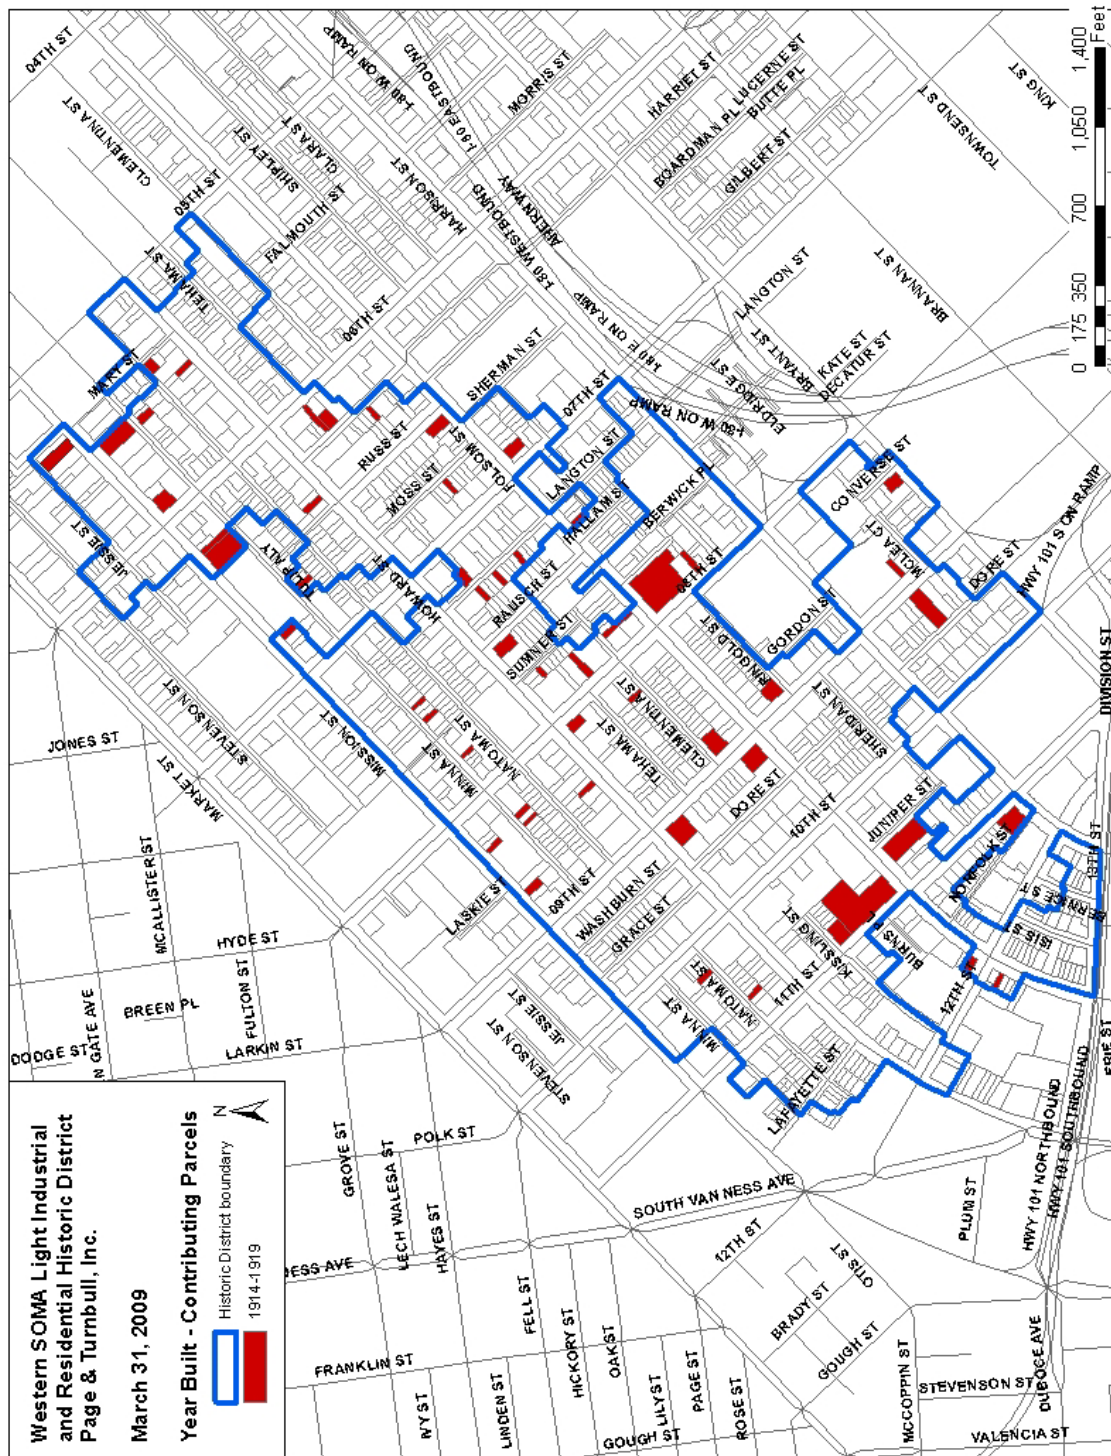 Western SOMA Light Industrial
and Residential Historic District
Page & Turnbull, Inc.
March 31, 2009
Year Built - Contributing Parcels
Historic District boundary
N
1914-1919
0 175 350 700 1,050 1,400
Feet
04TH ST
CLEMENTINA ST
SHIPLEY ST
CLARA ST
05TH ST
FALMOUTH ST
HARRISON ST
I-80 W ON RAMP
I-80 EASTBOUND
I-80 WESTBOUND
AHERN WAY
MORRIS ST
HARRIET ST
BOARDMAN PL
LUCERNE ST
BUTTE PL
GILBERT ST
TOWNSEND ST
KING ST
TEHAMA ST
TEHAMA ST
MARY ST
06TH ST
SHERMAN ST
07TH ST
I-80 E ON RAMP
I-80 W ON RAMP
LANGTON ST
BRYANT ST
KATE ST
DECATUR ST
BRANNAN ST
ELDRIDGE ST
JESSIE ST
RUSS ST
MOSS ST
FOLSOM ST
LANGTON ST
HALLAM ST
BERWICK PL
CONVERSE ST
MCLEA CT
DORE ST
HWY 101 S ON RAMP
TULIP ALY
HOWARD ST
RAUSCH ST
SUMNER ST
08TH ST
RINGOLD ST
GORDON ST
SHERIDAN ST
DIVISION ST
STEVENSON ST
MISSION ST
JONES ST
MARKET ST
MINNA ST
NATOMA ST
CLEMENTINA ST
TEHAMA ST
DORE ST
10TH ST
JUNIPER ST
NORFOLK ST
13TH ST
BERNICE ST
ISIS ST
MCALLISTER ST
HYDE ST
LASKIE ST
09TH ST
WASHBURN ST
GRACE ST
KISSLING ST
BURNS PL
12TH ST
BREEN PL
FULTON ST
LARKIN ST
DODGE ST
N GATE AVE
STEVENSON ST
JESSIE ST
MINNA ST
NATOMA ST
11TH ST
LAFAYETTE ST
ERIE ST
GROVE ST
LECH WALESA ST
POLK ST
HAYES ST
NESS AVE
SOUTH VAN NESS AVE
12TH ST
PLUM ST
HWY 101 NORTHBOUND
HWY 101 SOUTHBOUND
FRANKLIN ST
IVY ST
LINDEN ST
FELL ST
HICKORY ST
OAK ST
LILY ST
PAGE ST
ROSE ST
GOUGH ST
BRADY ST
OTIS ST
GOUGH ST
MCCOPPIN ST
STEVENSON ST
DUBOCE AVE
VALENCIA ST